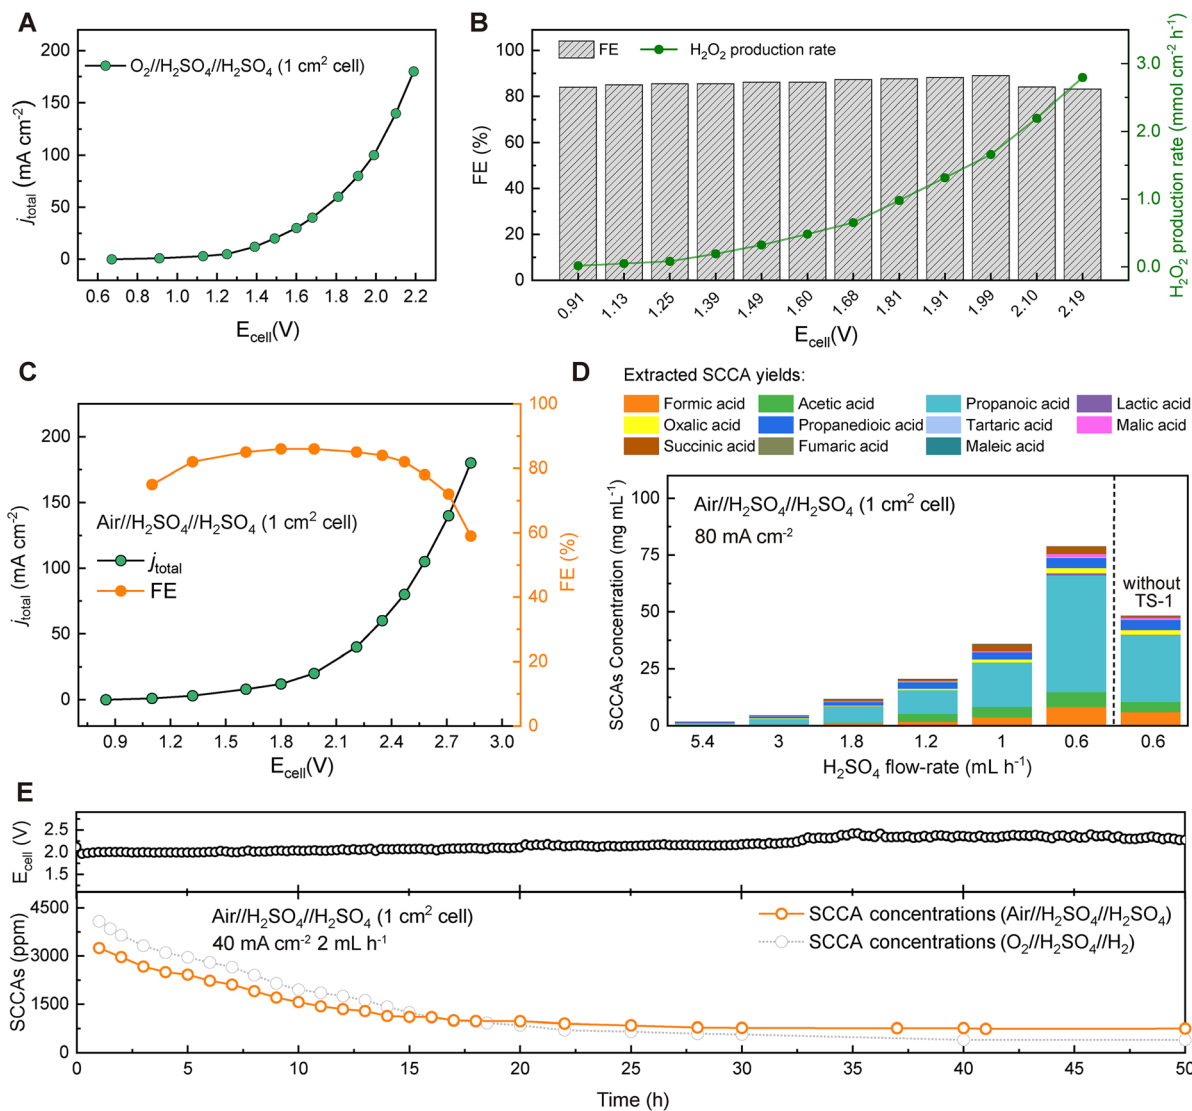 A
O₂//H₂SO₄//H₂SO₄ (1 cm² cell)
200
150
100
50
0
j_total (mA cm⁻²)
0.6 0.8 1.0 1.2 1.4 1.6 1.8 2.0 2.2
E_cell(V)
B
FE
H₂O₂ production rate
100
80
60
40
20
0
FE (%)
3.0
2.0
1.0
0.0
H₂O₂ production rate (mmol cm⁻² h⁻¹)
0.91 1.13 1.25 1.39 1.49 1.60 1.68 1.81 1.91 1.99 2.10 2.19
E_cell(V)
C
200
150
100
50
0
j_total (mA cm⁻²)
Air//H₂SO₄//H₂SO₄ (1 cm² cell)
j_total
FE
100
80
60
40
20
0
FE (%)
0.9 1.2 1.5 1.8 2.1 2.4 2.7 3.0
E_cell(V)
D
Extracted SCCA yields:
Formic acid Acetic acid Propanoic acid Lactic acid
Oxalic acid Propanedioic acid Tartaric acid Malic acid
Succinic acid Fumaric acid Maleic acid
Air//H₂SO₄//H₂SO₄ (1 cm² cell)
80 mA cm⁻²
without
TS-1
100
75
50
25
0
SCCAs Concentration (mg mL⁻¹)
5.4 3 1.8 1.2 1 0.6 0.6
H₂SO₄ flow-rate (mL h⁻¹)
E
2.5
2.0
1.5
E_cell (V)
Air//H₂SO₄//H₂SO₄ (1 cm² cell)
40 mA cm⁻² 2 mL h⁻¹
SCCA concentrations (Air//H₂SO₄//H₂SO₄)
SCCA concentrations (O₂//H₂SO₄//H₂)
4500
3000
1500
0
SCCAs (ppm)
0 5 10 15 20 25 30 35 40 45 50
Time (h)